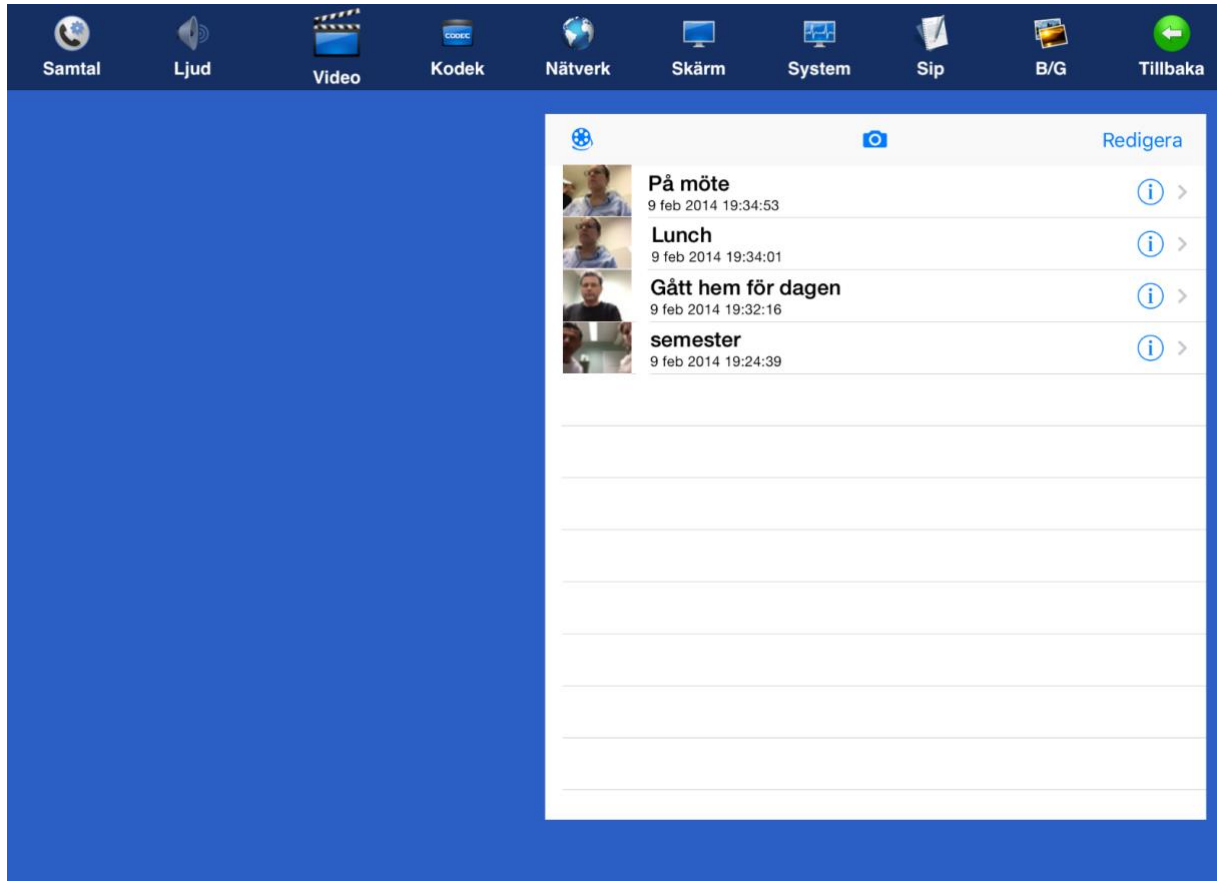 Samtal
Ljud
Video
CODEC
Kodek
Nätverk
Skärm
System
Sip
B/G
Tillbaka
Redigera
På möte
9 feb 2014 19:34:53
Lunch
9 feb 2014 19:34:01
Gått hem för dagen
9 feb 2014 19:32:16
semester
9 feb 2014 19:24:39